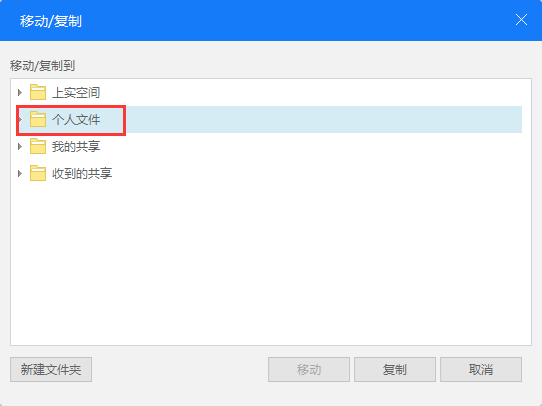 移动/复制
移动/复制到
上实空间
个人文件
我的共享
收到的共享
新建文件夹 移动 复制 取消